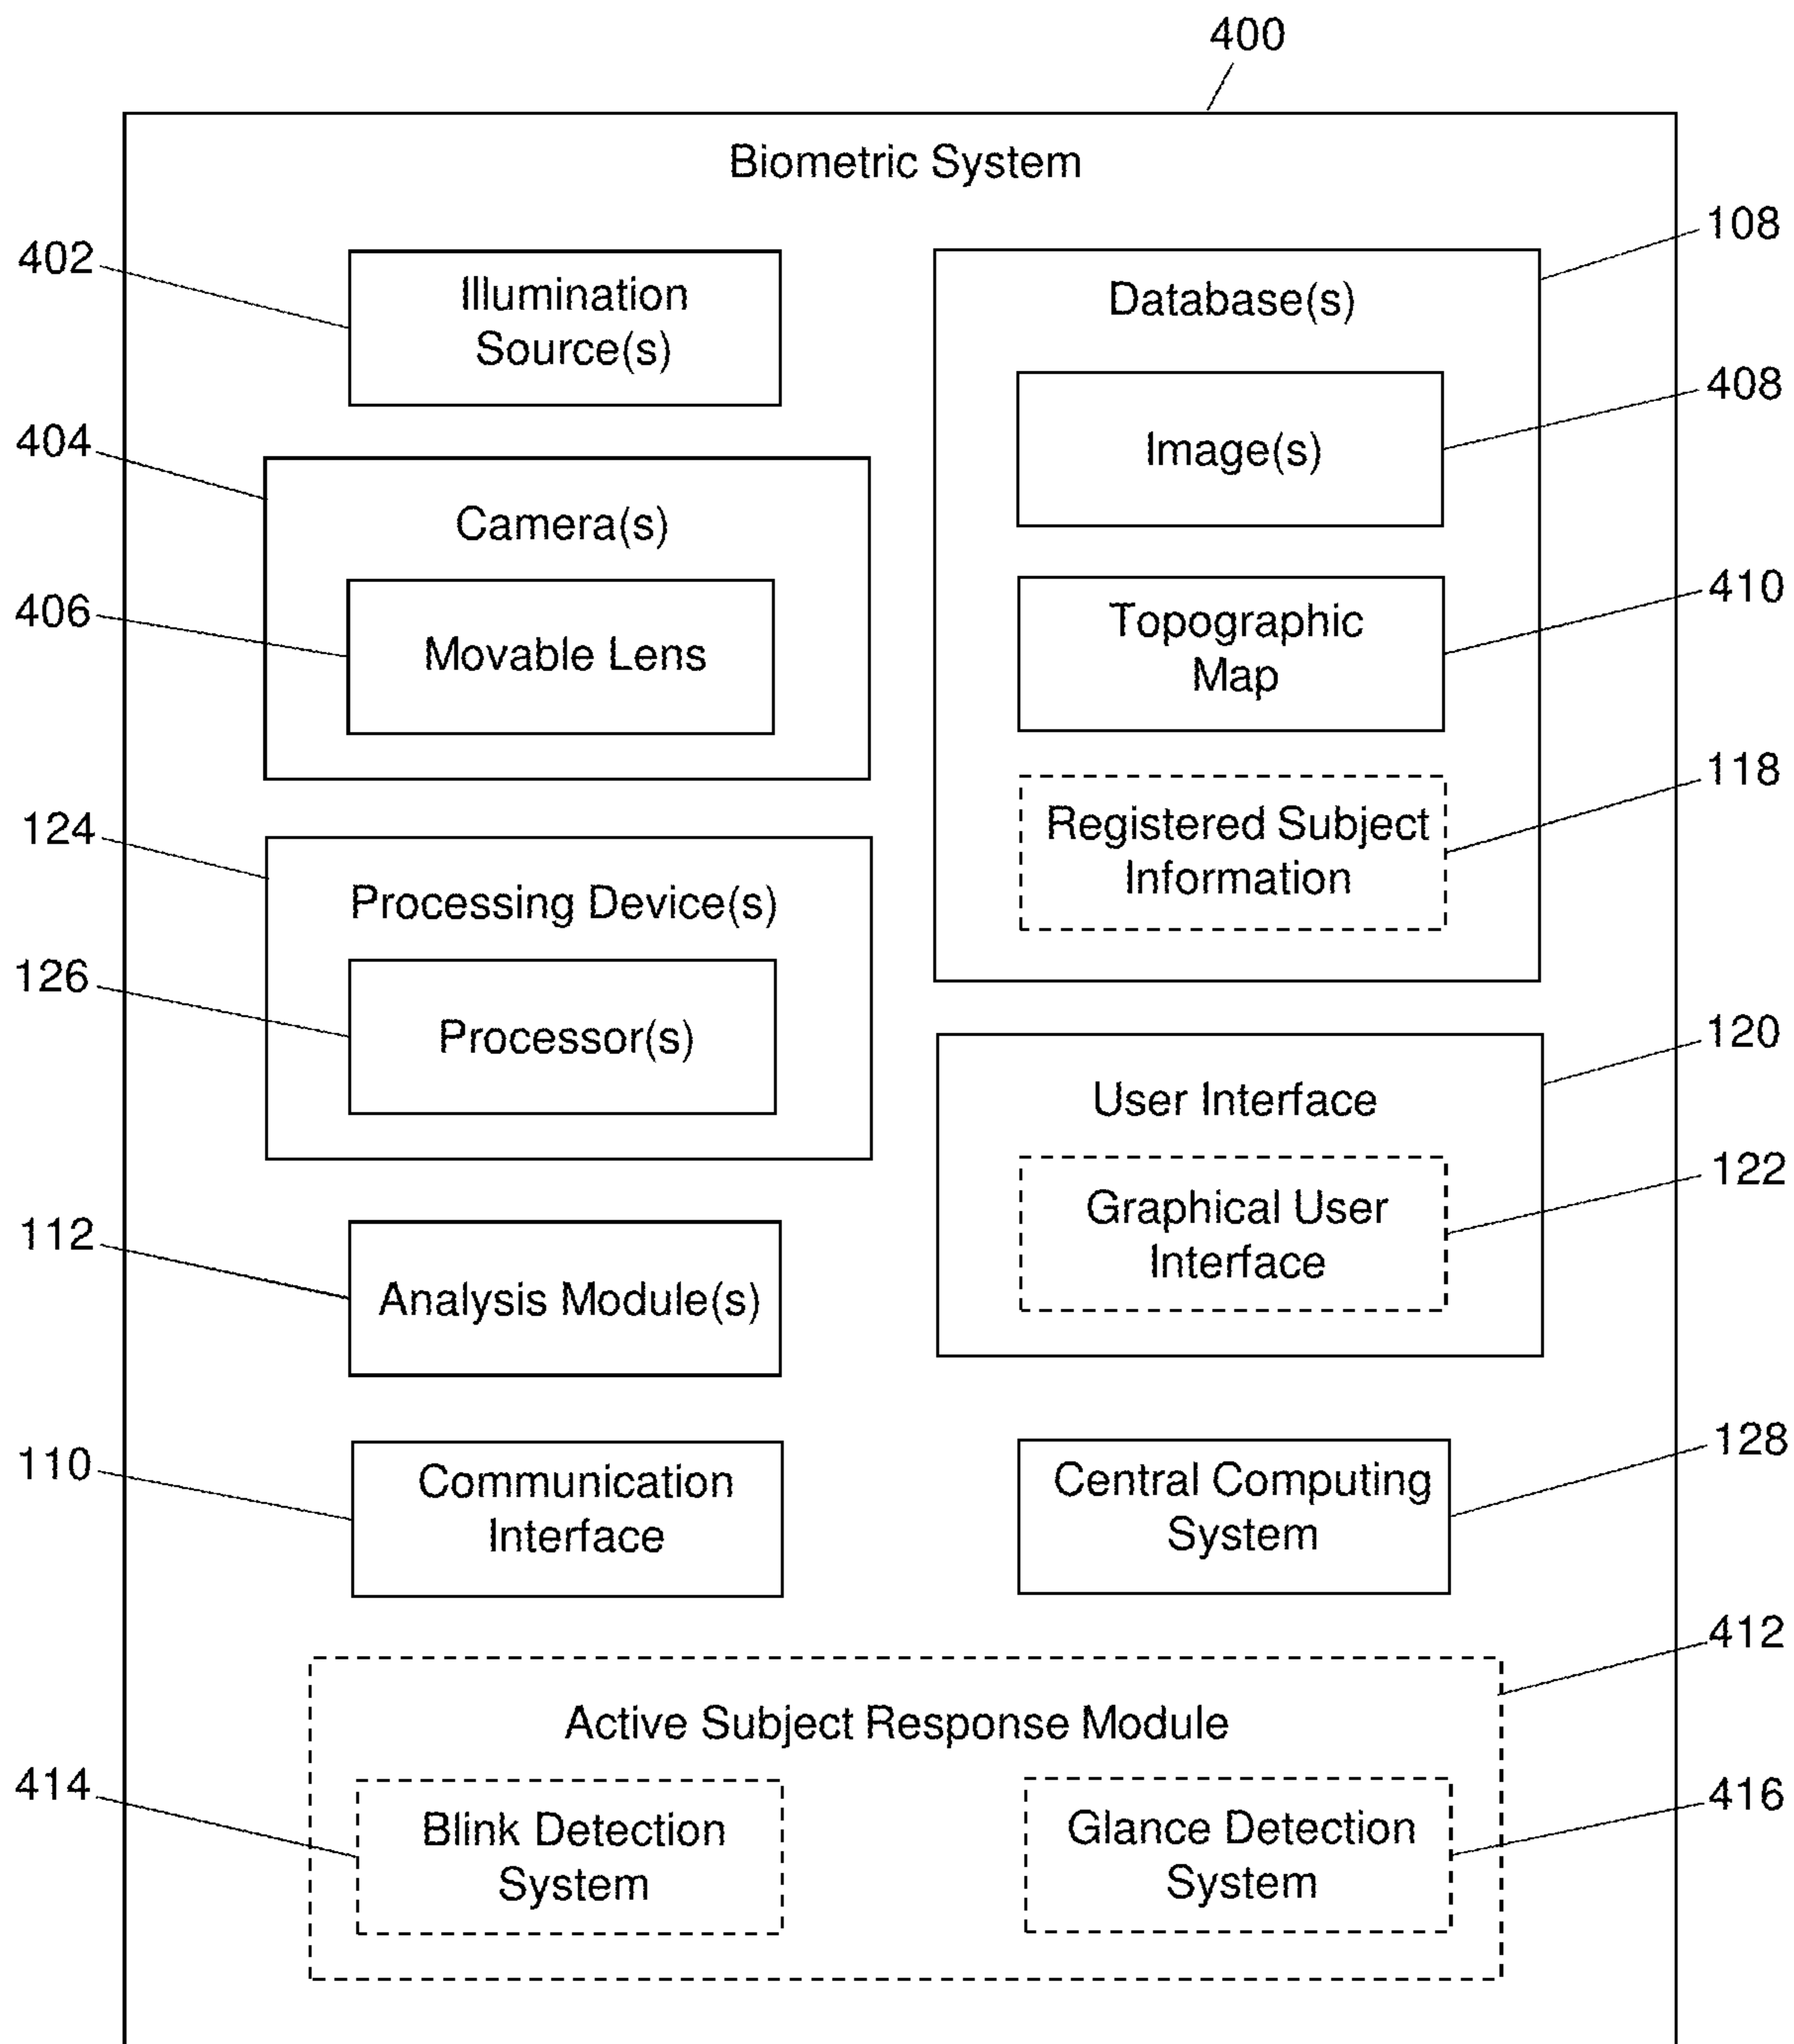 400
Biometric System
402
Illumination
Source(s)
404
Camera(s)
406
Movable Lens
124
Processing Device(s)
126
Processor(s)
112
Analysis Module(s)
110
Communication
Interface
108
Database(s)
408
Image(s)
410
Topographic
Map
118
Registered Subject
Information
120
User Interface
122
Graphical User
Interface
128
Central Computing
System
412
Active Subject Response Module
414
Blink Detection
System
416
Glance Detection
System